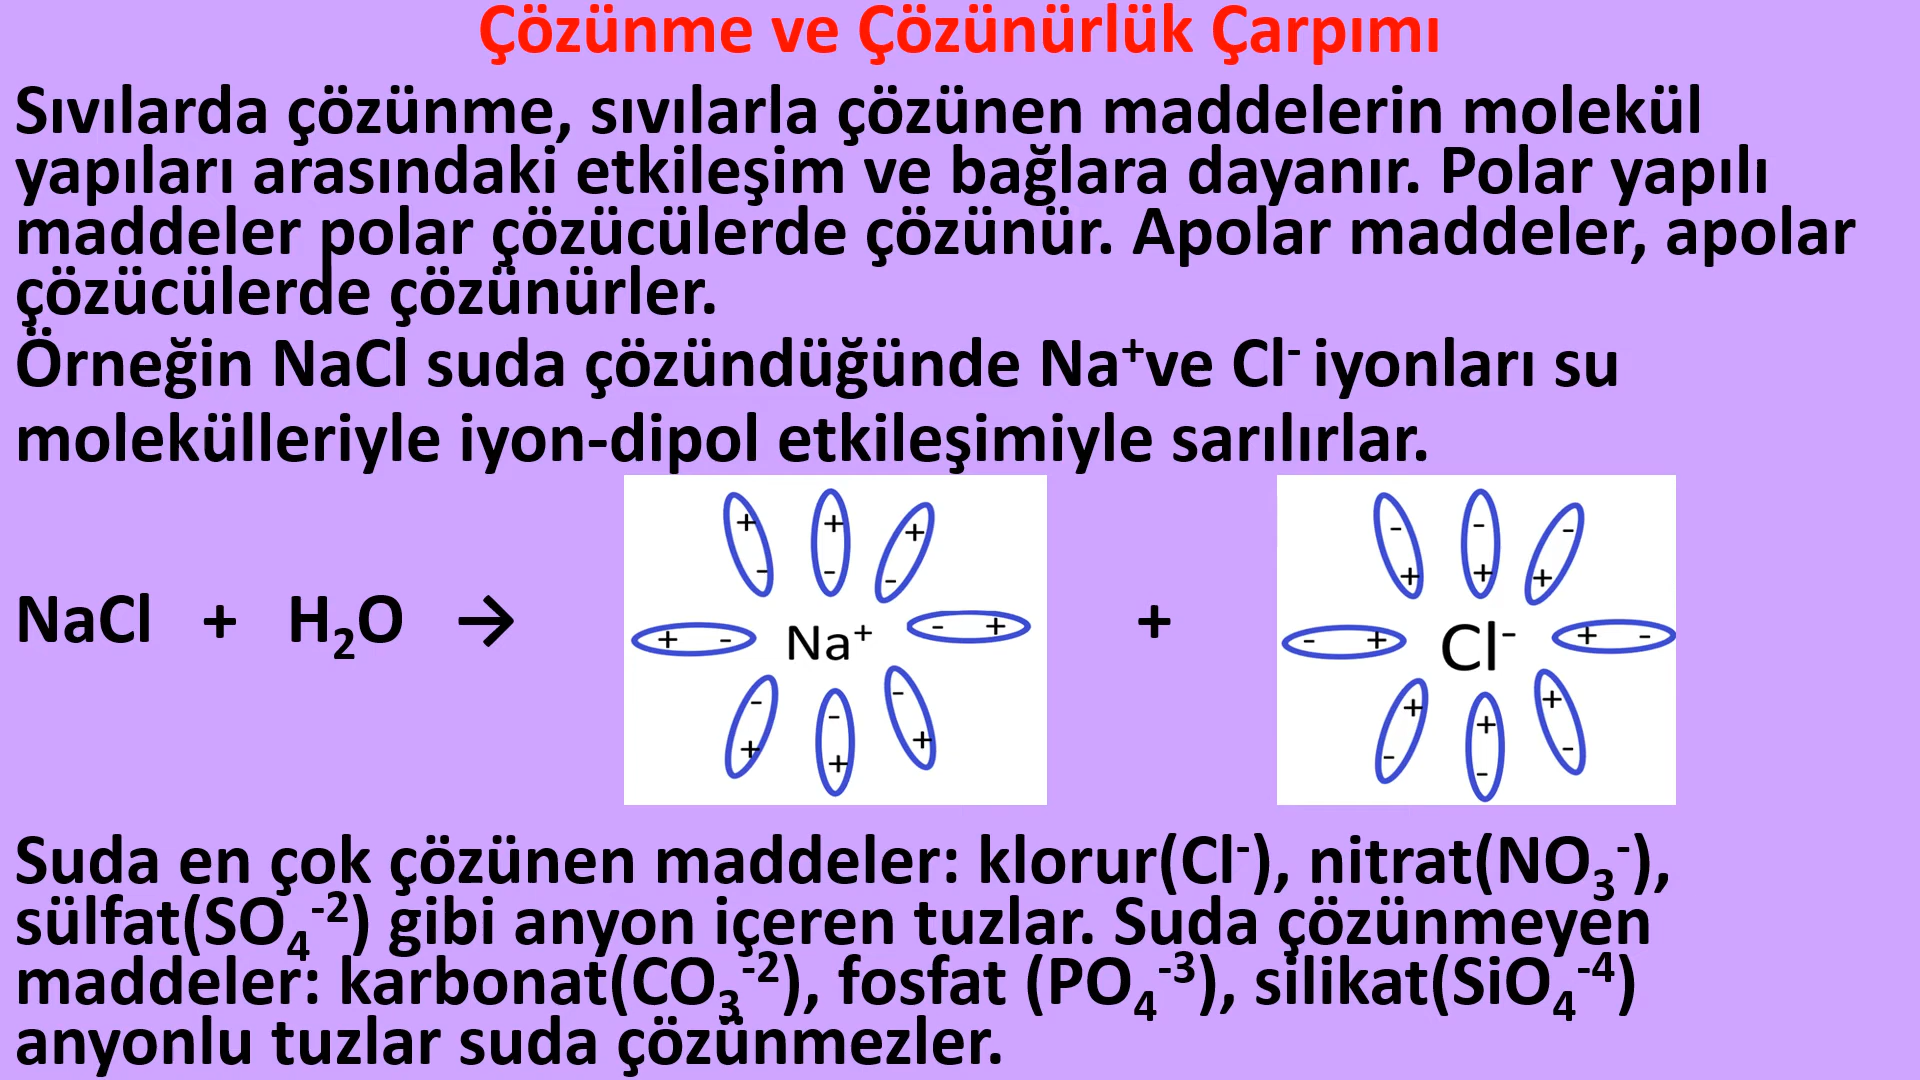 Çözünme ve Çözünürlük Çarpımı
Sıvılarda çözünme, sıvılarla çözünen maddelerin molekül
yapıları arasındaki etkileşim ve bağlara dayanır. Polar yapılı
maddeler polar çözücülerde çözünür. Apolar maddeler, apolar
çözücülerde çözünürler.
Örneğin NaCl suda çözündüğünde Na⁺ve Cl⁻ iyonları su
molekülleriyle iyon-dipol etkileşimiyle sarılırlar.
NaCl + H₂O → Na⁺ + Cl⁻
Suda en çok çözünen maddeler: klorur(Cl⁻), nitrat(NO₃⁻),
sülfat(SO₄⁻²) gibi anyon içeren tuzlar. Suda çözünmeyen
maddeler: karbonat(CO₃⁻²), fosfat (PO₄⁻³), silikat(SiO₄⁻⁴)
anyonlu tuzlar suda çözünmezler.